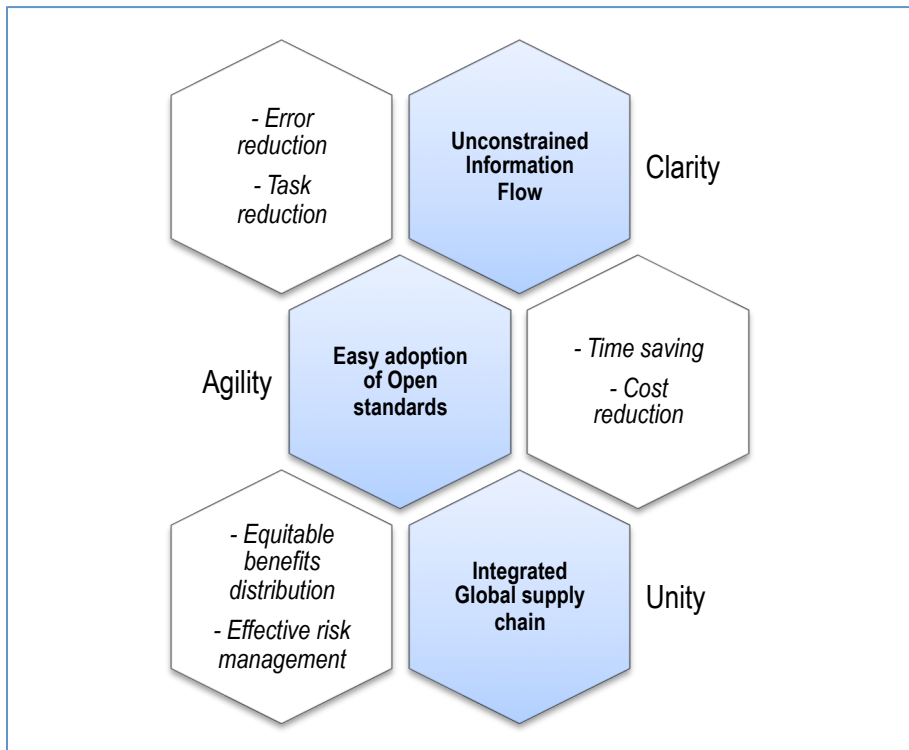 - Error
reduction
- Task
reduction
Unconstrained
Information
Flow
Clarity
Agility
Easy adoption
of Open
standards
- Time saving
- Cost
reduction
- Equitable
benefits
distribution
- Effective risk
management
Integrated
Global supply
chain
Unity